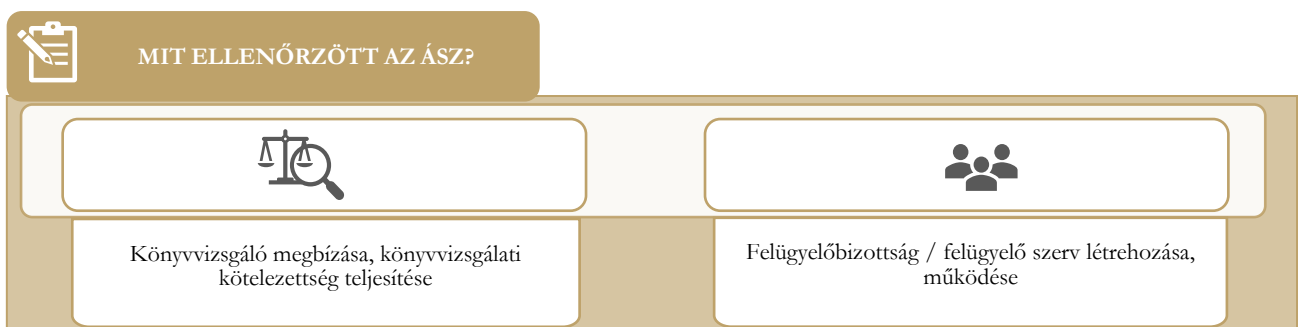 MIT ELLENŐRZÖTT AZ ÁSZ?
Könyvvizsgáló megbízása, könyvvizsgálati
kötelezettség teljesítése
Felügyelőbizottság / felügyelő szerv létrehozása,
működése